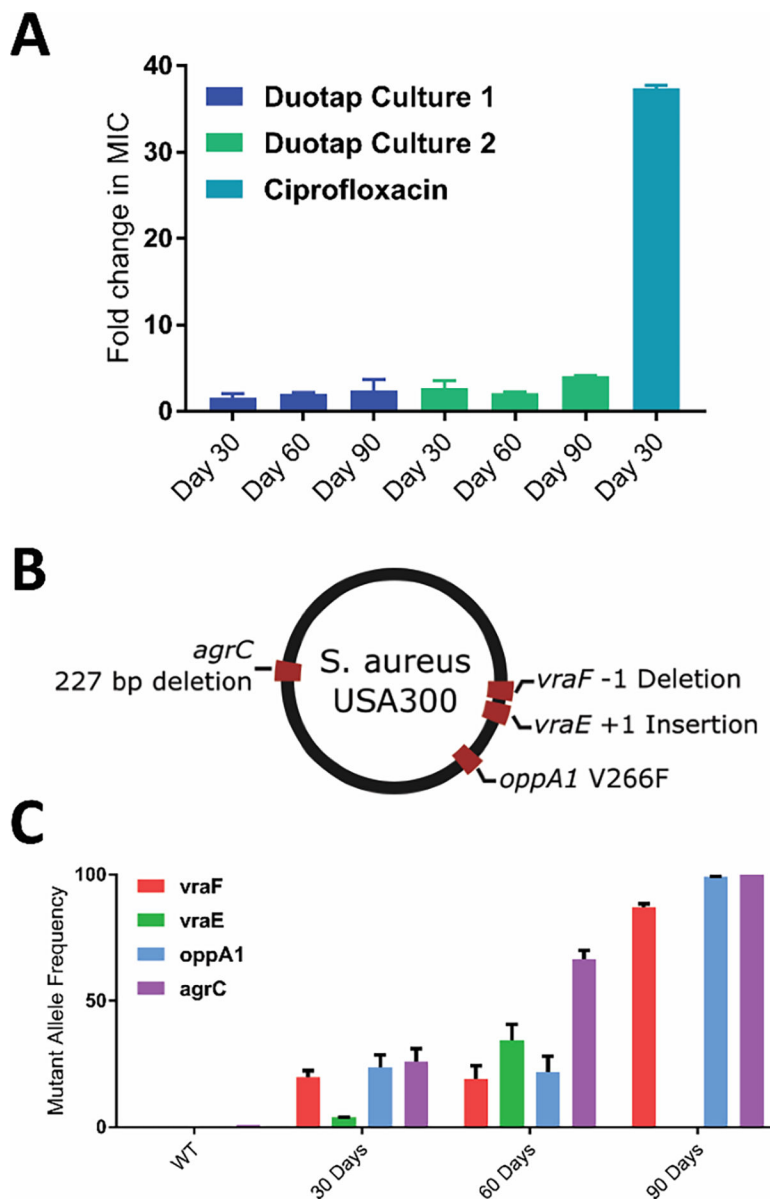 A
Fold change in MIC
40
30
20
10
0
Duotap Culture 1
Duotap Culture 2
Ciprofloxacin
Day 30
Day 60
Day 90
Day 30
Day 60
Day 90
Day 30
B
agrC
227 bp deletion
S. aureus
USA300
vraF -1 Deletion
vraE +1 Insertion
oppA1 V266F
C
Mutant Allele Frequency
100
50
0
vraF
vraE
oppA1
agrC
WT
30 Days
60 Days
90 Days